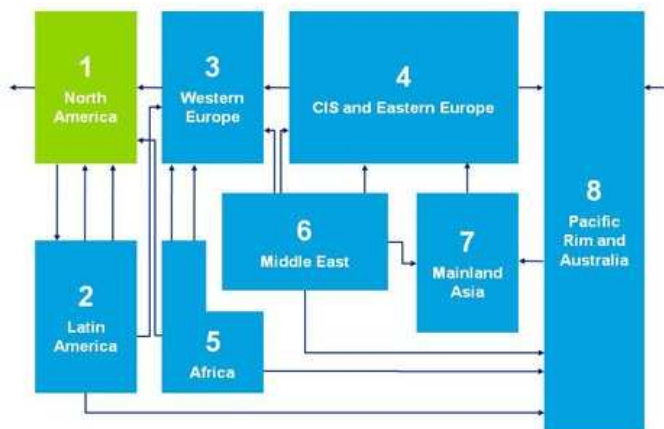 1
North
America
3
Western
Europe
4
CIS and Eastern Europe
8
Pacific
Rim and
Australia
6
Middle East
7
Mainland
Asia
2
Latin
America
5
Africa